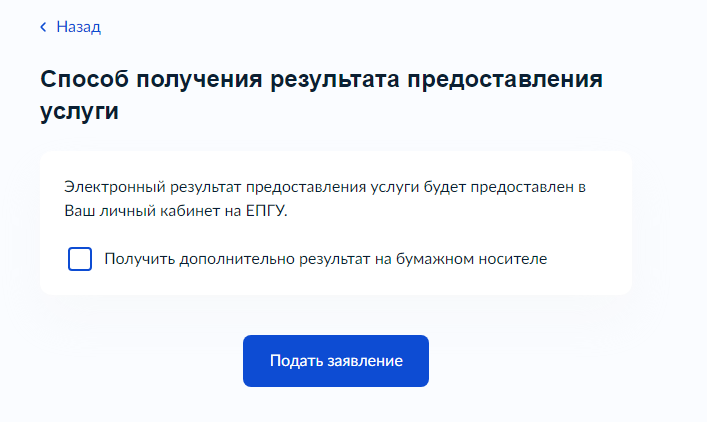 Назад
Способ получения результата предоставления
услуги
Электронный результат предоставления услуги будет предоставлен в
Ваш личный кабинет на ЕПГУ.
Получить дополнительно результат на бумажном носителе
Подать заявление